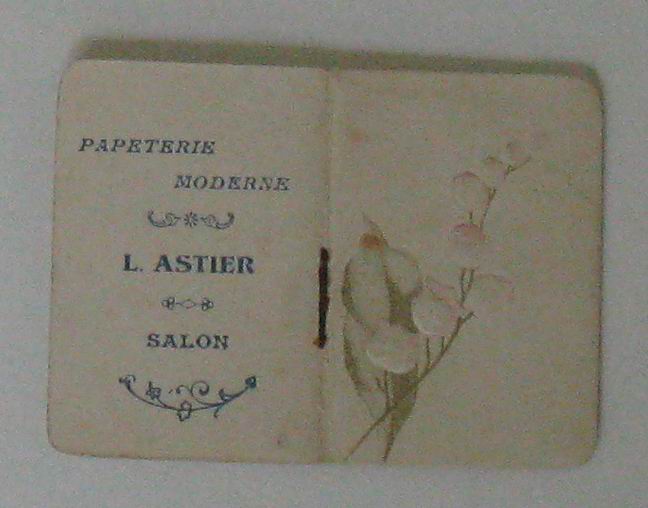 PAPETERIE
MODERNE
L. ASTIER
SALON